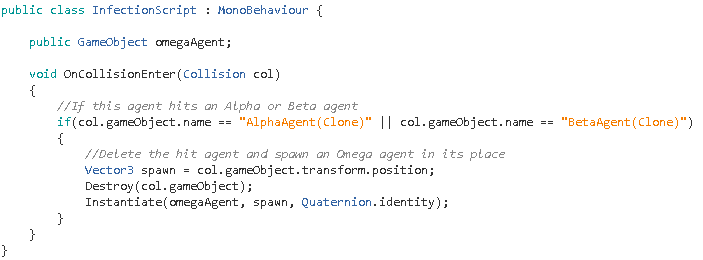 public class InfectionScript : MonoBehaviour {
public GameObject omegaAgent;
void OnCollisionEnter(Collision col)
{
//If this agent hits an Alpha or Beta agent
if(col.gameObject.name == "AlphaAgent(Clone)" || col.gameObject.name == "BetaAgent(Clone)")
{
//Delete the hit agent and spawn an Omega agent in its place
Vector3 spawn = col.gameObject.transform.position;
Destroy(col.gameObject);
Instantiate(omegaAgent, spawn, Quaternion.identity);
}
}
}